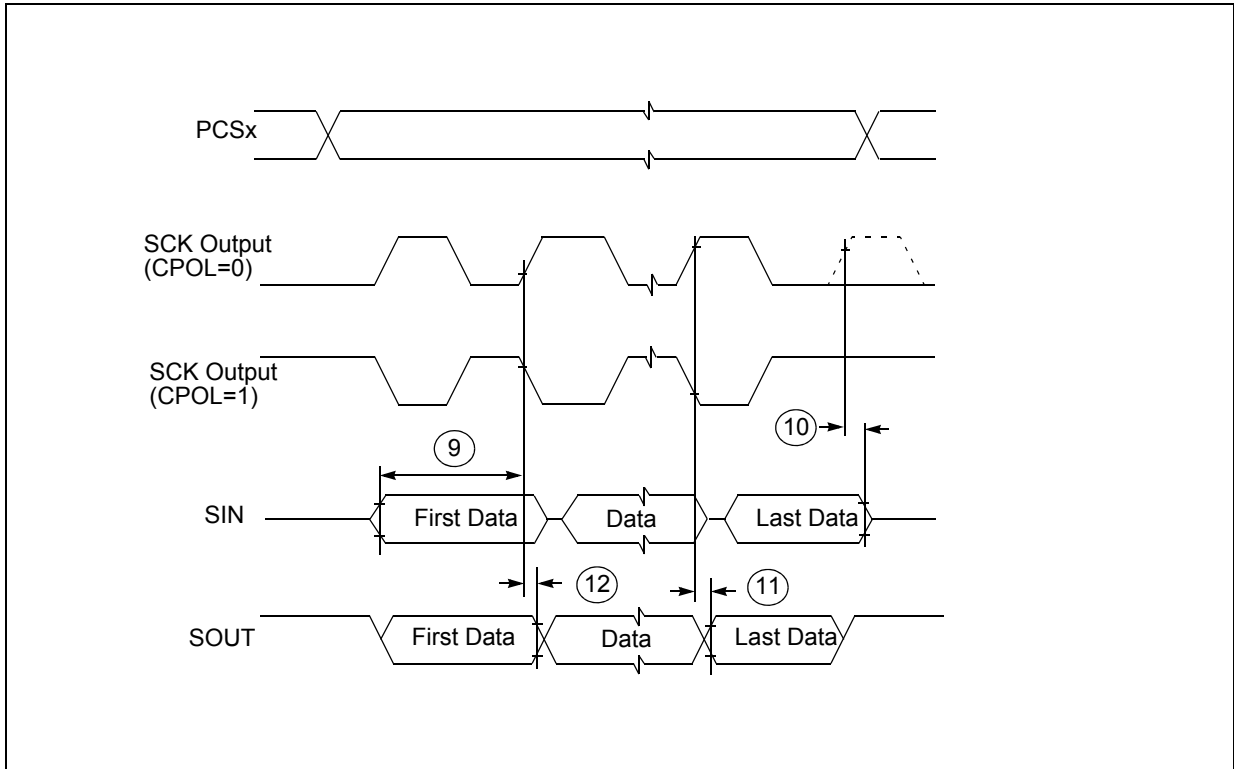 PCSx
SCK Output
(CPOL=0)
SCK Output
(CPOL=1)
10
9
SIN
First Data
Data
Last Data
12
11
SOUT
First Data
Data
Last Data